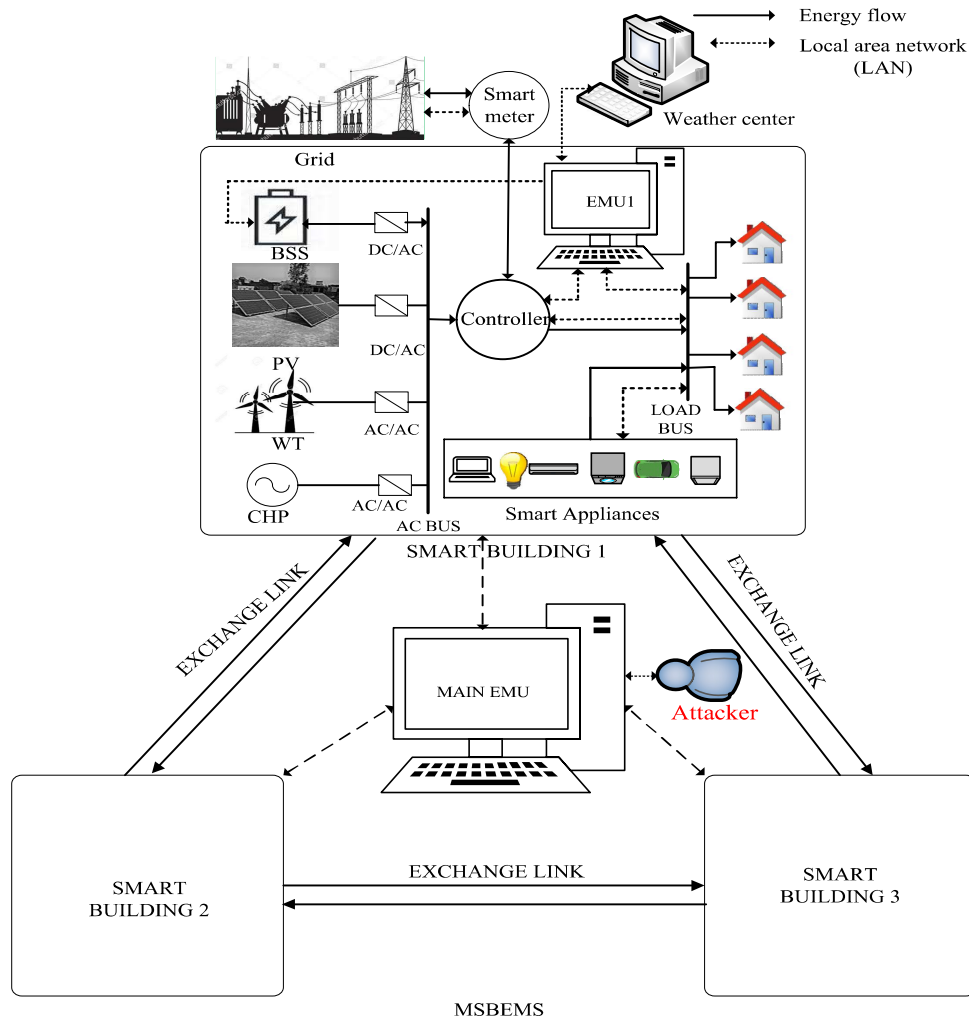 Energy flow
Local area network
(LAN)
Smart
meter
Weather center
Grid
EMU1
BSS
DC/AC
Controller
DC/AC
PV
AC/AC
WT
LOAD
BUS
CHP
AC/AC
Smart Appliances
AC BUS
SMART BUILDING 1
EXCHANGE LINK
EXCHANGE LINK
MAIN EMU
Attacker
EXCHANGE LINK
SMART
BUILDING 2
SMART
BUILDING 3
MSBEMS